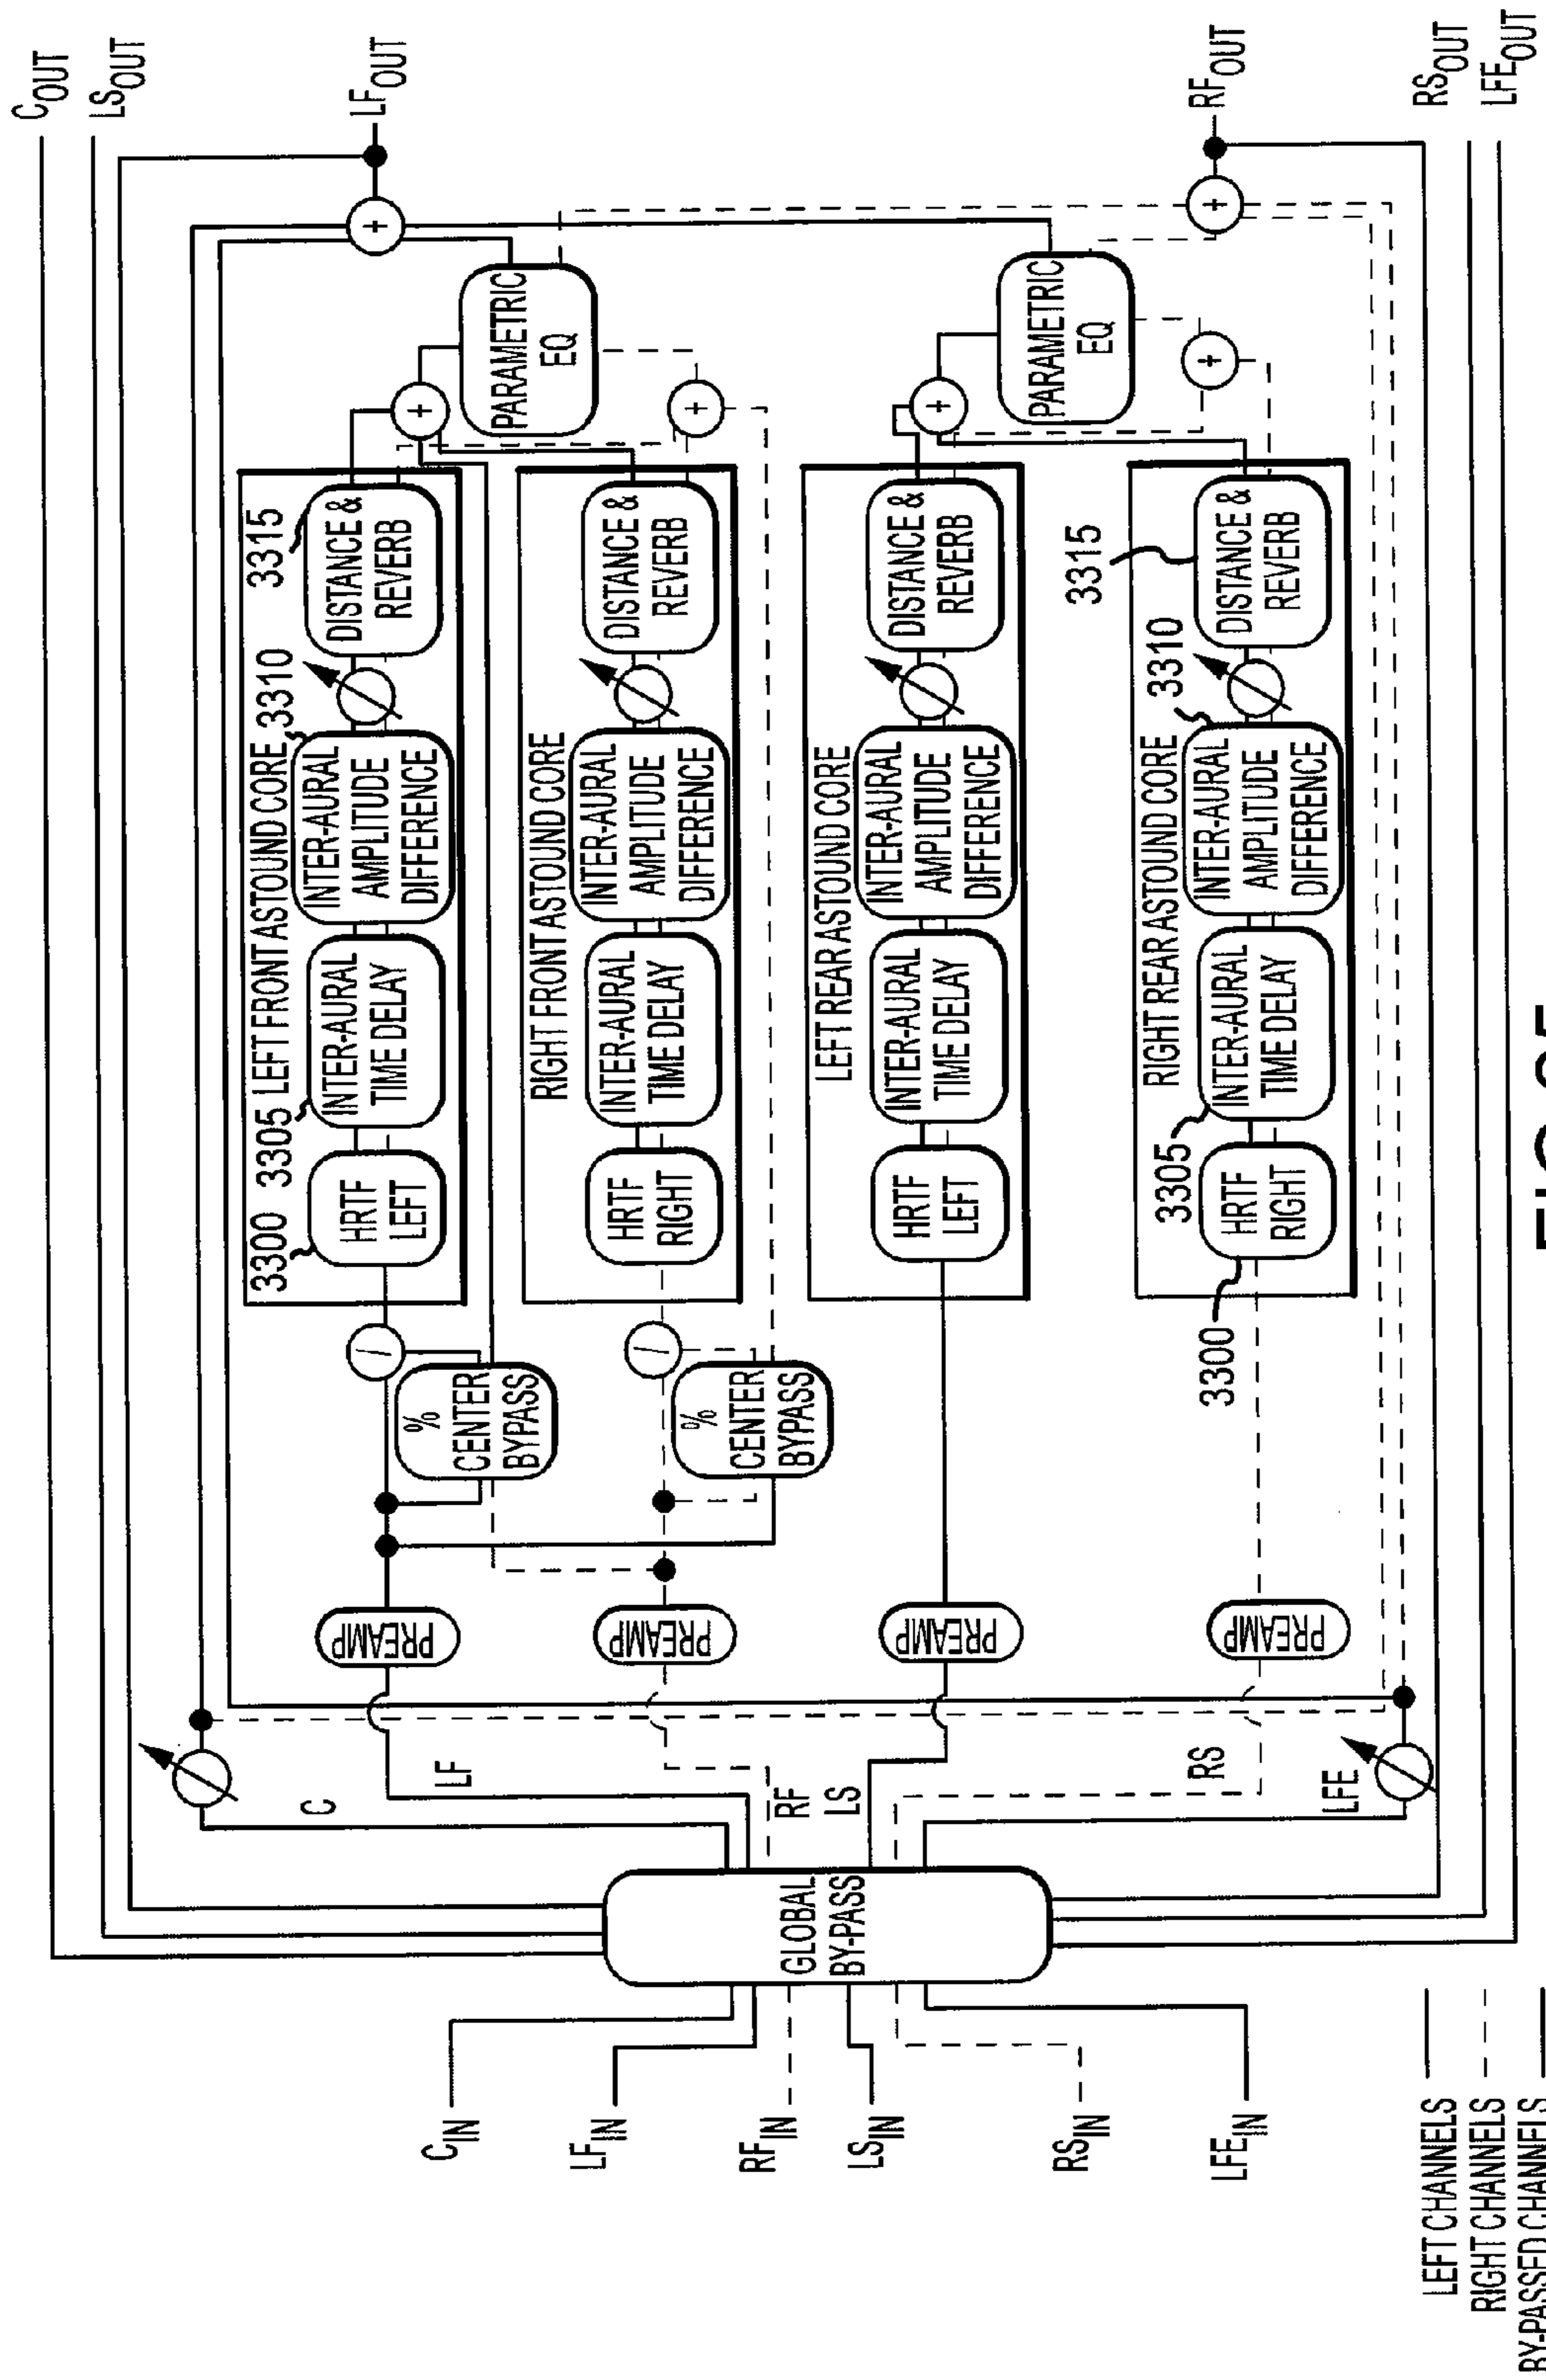 C_OUT
LS_OUT
LF_OUT
RF_OUT
RS_OUT
LFE_OUT
PARAMETRIC
EQ
PARAMETRIC
EQ
3300
3305
LEFT FRONT ASTOUND CORE
3310
3315
HRTF
LEFT
INTER-AURAL
TIME DELAY
INTER-AURAL
AMPLITUDE
DIFFERENCE
DISTANCE &
REVERB
RIGHT FRONT ASTOUND CORE
HRTF
RIGHT
INTER-AURAL
TIME DELAY
INTER-AURAL
AMPLITUDE
DIFFERENCE
DISTANCE &
REVERB
LEFT REAR ASTOUND CORE
HRTF
LEFT
INTER-AURAL
TIME DELAY
INTER-AURAL
AMPLITUDE
DIFFERENCE
DISTANCE &
REVERB
3315
RIGHT REAR ASTOUND CORE
3310
3305
3300
HRTF
RIGHT
INTER-AURAL
TIME DELAY
INTER-AURAL
AMPLITUDE
DIFFERENCE
DISTANCE &
REVERB
%
CENTER
BYPASS
%
CENTER
BYPASS
PREAMP
PREAMP
PREAMP
PREAMP
C
LF
RF
LS
RS
LFE
GLOBAL
BY-PASS
C_IN
LF_IN
RF_IN
LS_IN
RS_IN
LFE_IN
LEFT CHANNELS
RIGHT CHANNELS
BY-PASSED CHANNELS
+
+
+
+
+
+